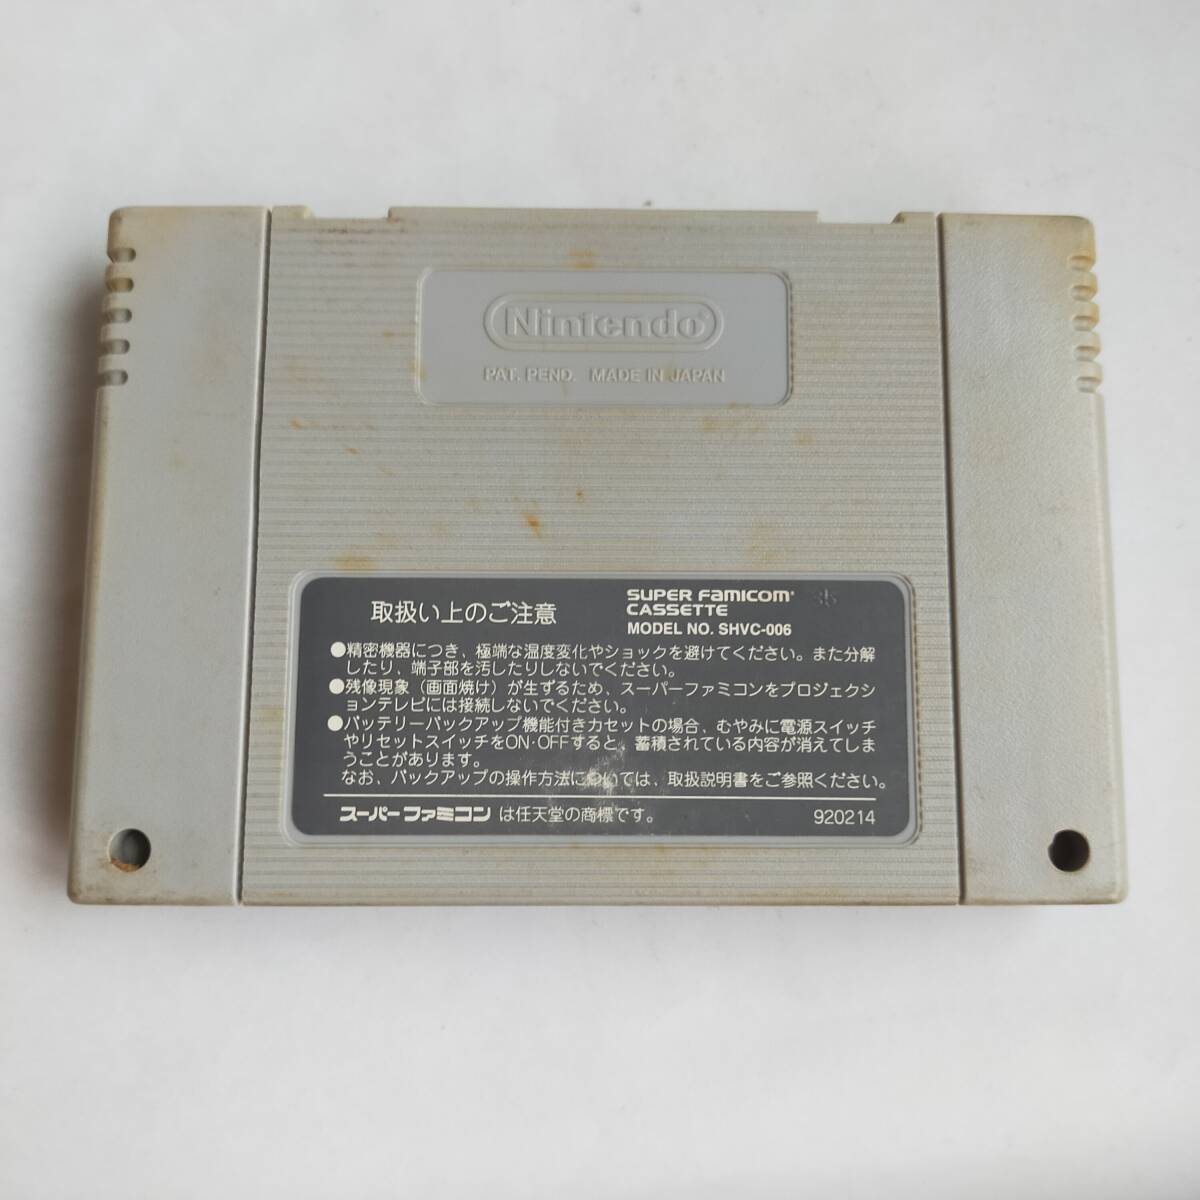 Nintendo®
PAT. PEND. MADE IN JAPAN
取扱い上のご注意
SUPER FAMICOM®
CASSETTE
MODEL NO. SHVC-006
35
●精密機器につき、極端な温度変化やショックを避けてください。また分解
したり、端子部を汚したりしないでください。
●残像現象（画面焼け）が生ずるため、スーパーファミコンをプロジェクシ
ョンテレビには接続しないでください。
●バッテリーバックアップ機能付きカセットの場合、むやみに電源スイッチ
やリセットスイッチをON・OFFすると、蓄積されている内容が消えてしま
うことがあります。
なお、バックアップの操作方法については、取扱説明書をご参照ください。
スーパーファミコン は任天堂の商標です。
920214